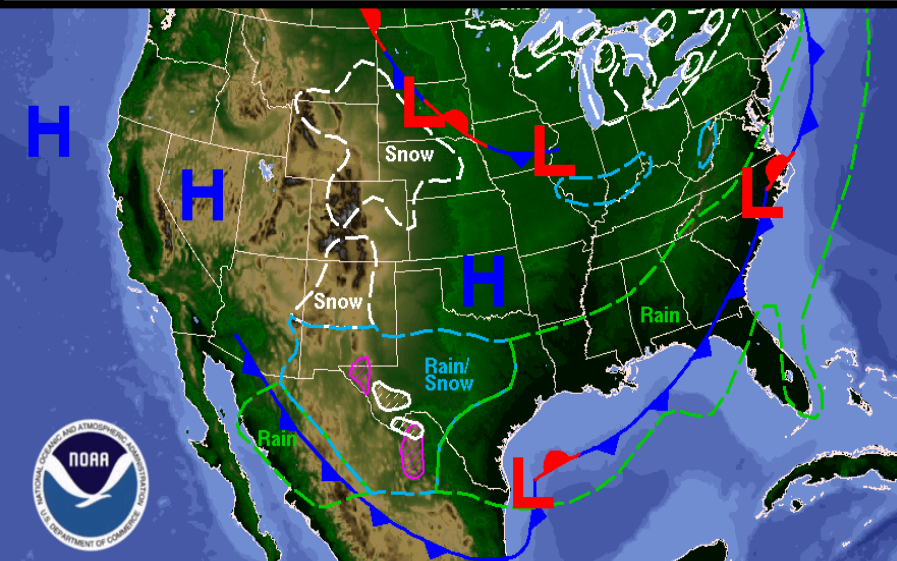 H
H
L
L
L
H
L
Snow
Snow
Rain/
Snow
Rain
Rain
NOAA
NATIONAL OCEANIC AND ATMOSPHERIC ADMINISTRATION
U.S. DEPARTMENT OF COMMERCE